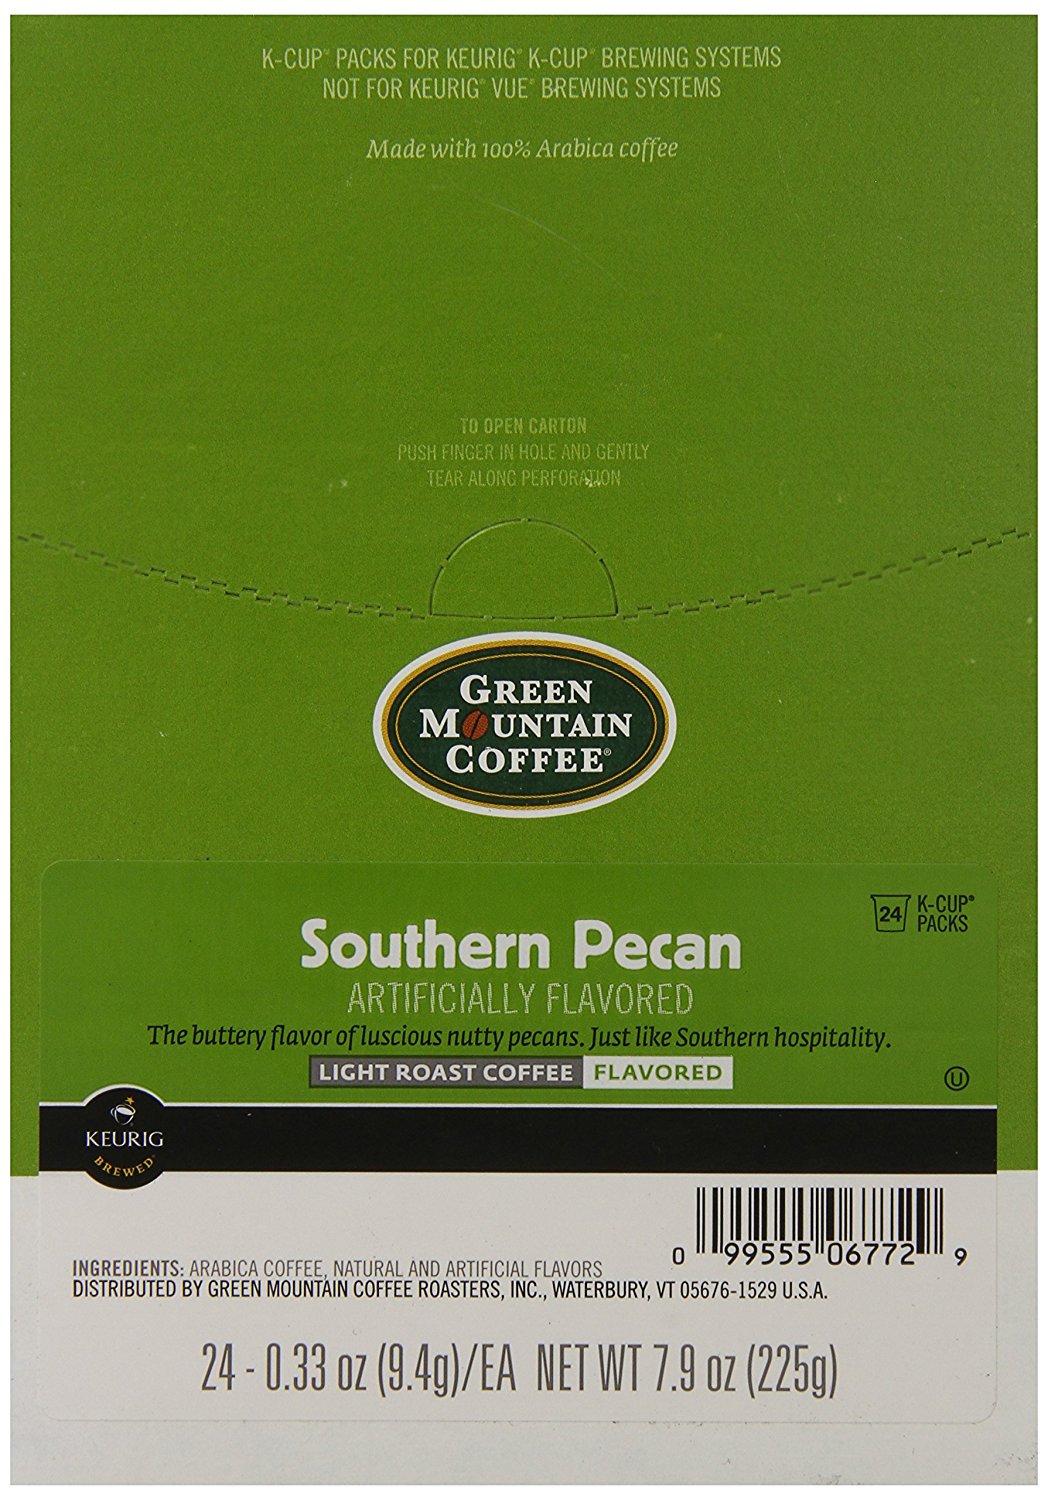 K-CUP® PACKS FOR KEURIG® K-CUP® BREWING SYSTEMS
NOT FOR KEURIG® VUE® BREWING SYSTEMS
Made with 100% Arabica coffee
TO OPEN CARTON
PUSH FINGER IN HOLE AND GENTLY
TEAR ALONG PERFORATION
GREEN
MOUNTAIN
COFFEE®
24 K-CUP®
PACKS
Southern Pecan
ARTIFICIALLY FLAVORED
The buttery flavor of luscious nutty pecans. Just like Southern hospitality.
LIGHT ROAST COFFEE FLAVORED
U
KEURIG
BREWED
0 99555 06772 9
INGREDIENTS: ARABICA COFFEE, NATURAL AND ARTIFICIAL FLAVORS
DISTRIBUTED BY GREEN MOUNTAIN COFFEE ROASTERS, INC., WATERBURY, VT 05676-1529 U.S.A.
24 - 0.33 oz (9.4g)/EA NET WT 7.9 oz (225g)